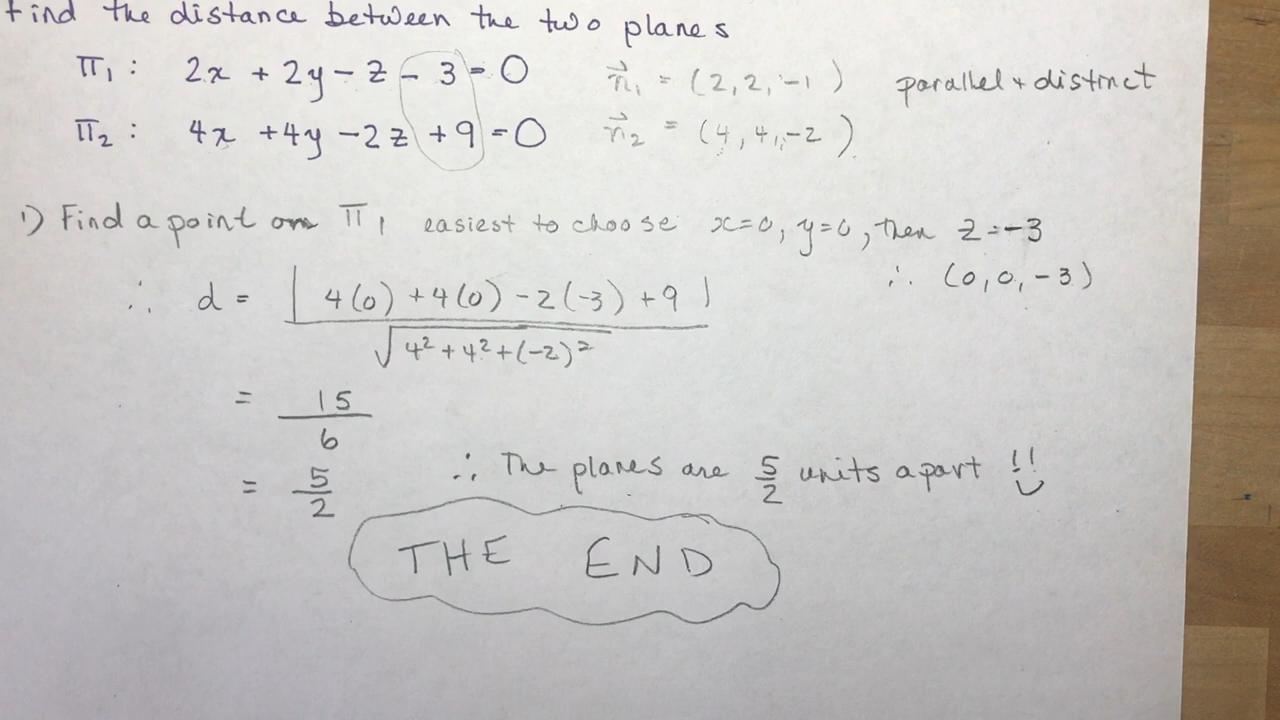 Find the distance between the two planes
π₁ : 2x + 2y - z - 3 = 0 n⃗₁ = (2, 2, -1) parallel + distinct
π₂ : 4x + 4y - 2z + 9 = 0 n⃗₂ = (4, 4, -2)
1) Find a point on π₁ easiest to choose x=0, y=0, then z=-3
∴ (0, 0, -3)
∴ d = |4(0) + 4(0) - 2(-3) + 9| / √(4² + 4² + (-2)²)
= 15/6
= 5/2 ∴ The planes are 5/2 units apart !!
THE END